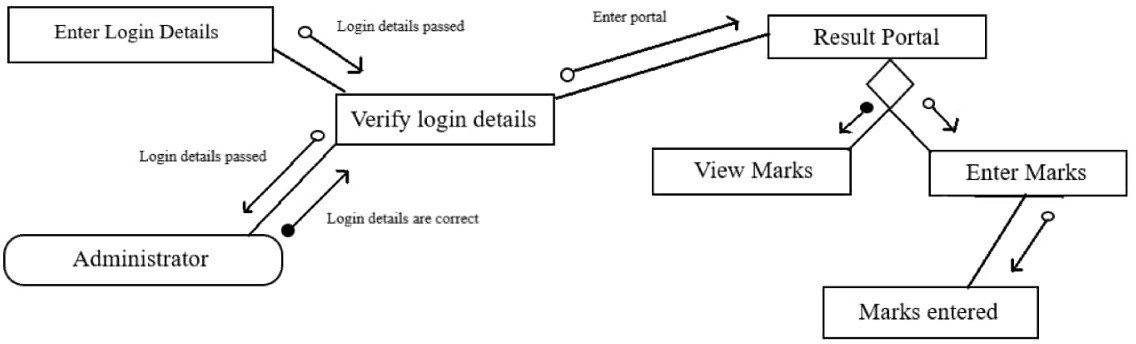 Enter Login Details
Login details passed
Enter portal
Result Portal
Verify login details
Login details passed
View Marks
Enter Marks
Login details are correct
Administrator
Marks entered